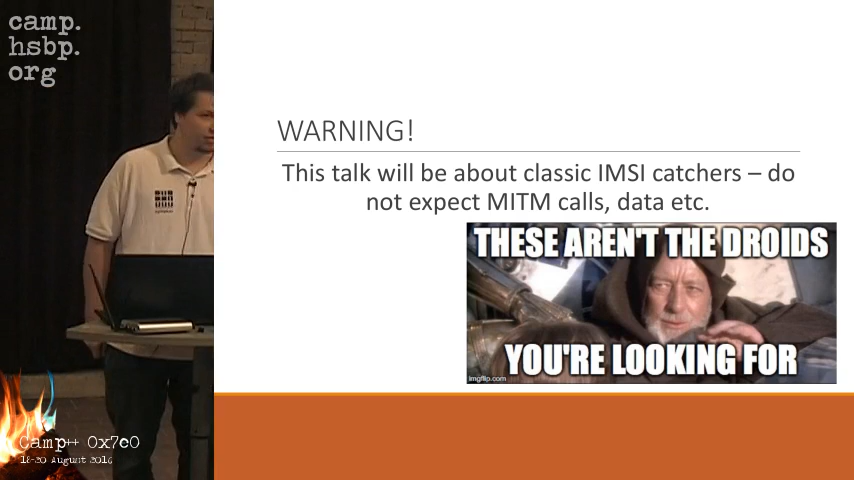 camp.
hsbp.
org
WARNING!
This talk will be about classic IMSI catchers – do
not expect MITM calls, data etc.
THESE AREN'T THE DROIDS
YOU'RE LOOKING FOR
imgflip.com
Camp++ 0x7e0
18-20 August 2016